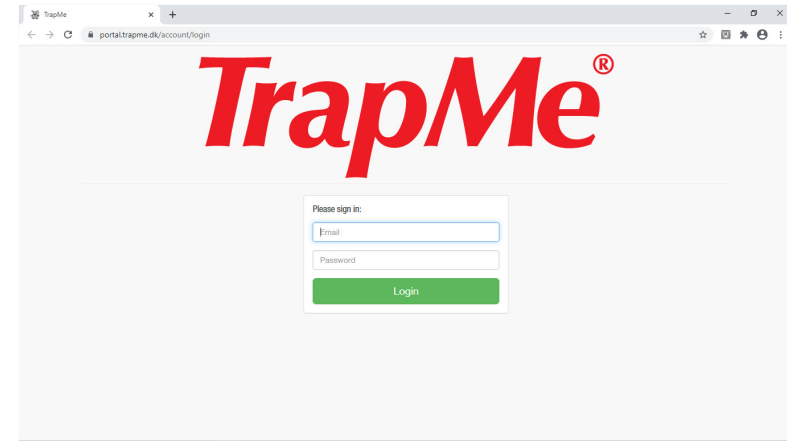 TrapMe
portal.trapme.dk/account/login
TrapMe®
Please sign in:
Email
Password
Login